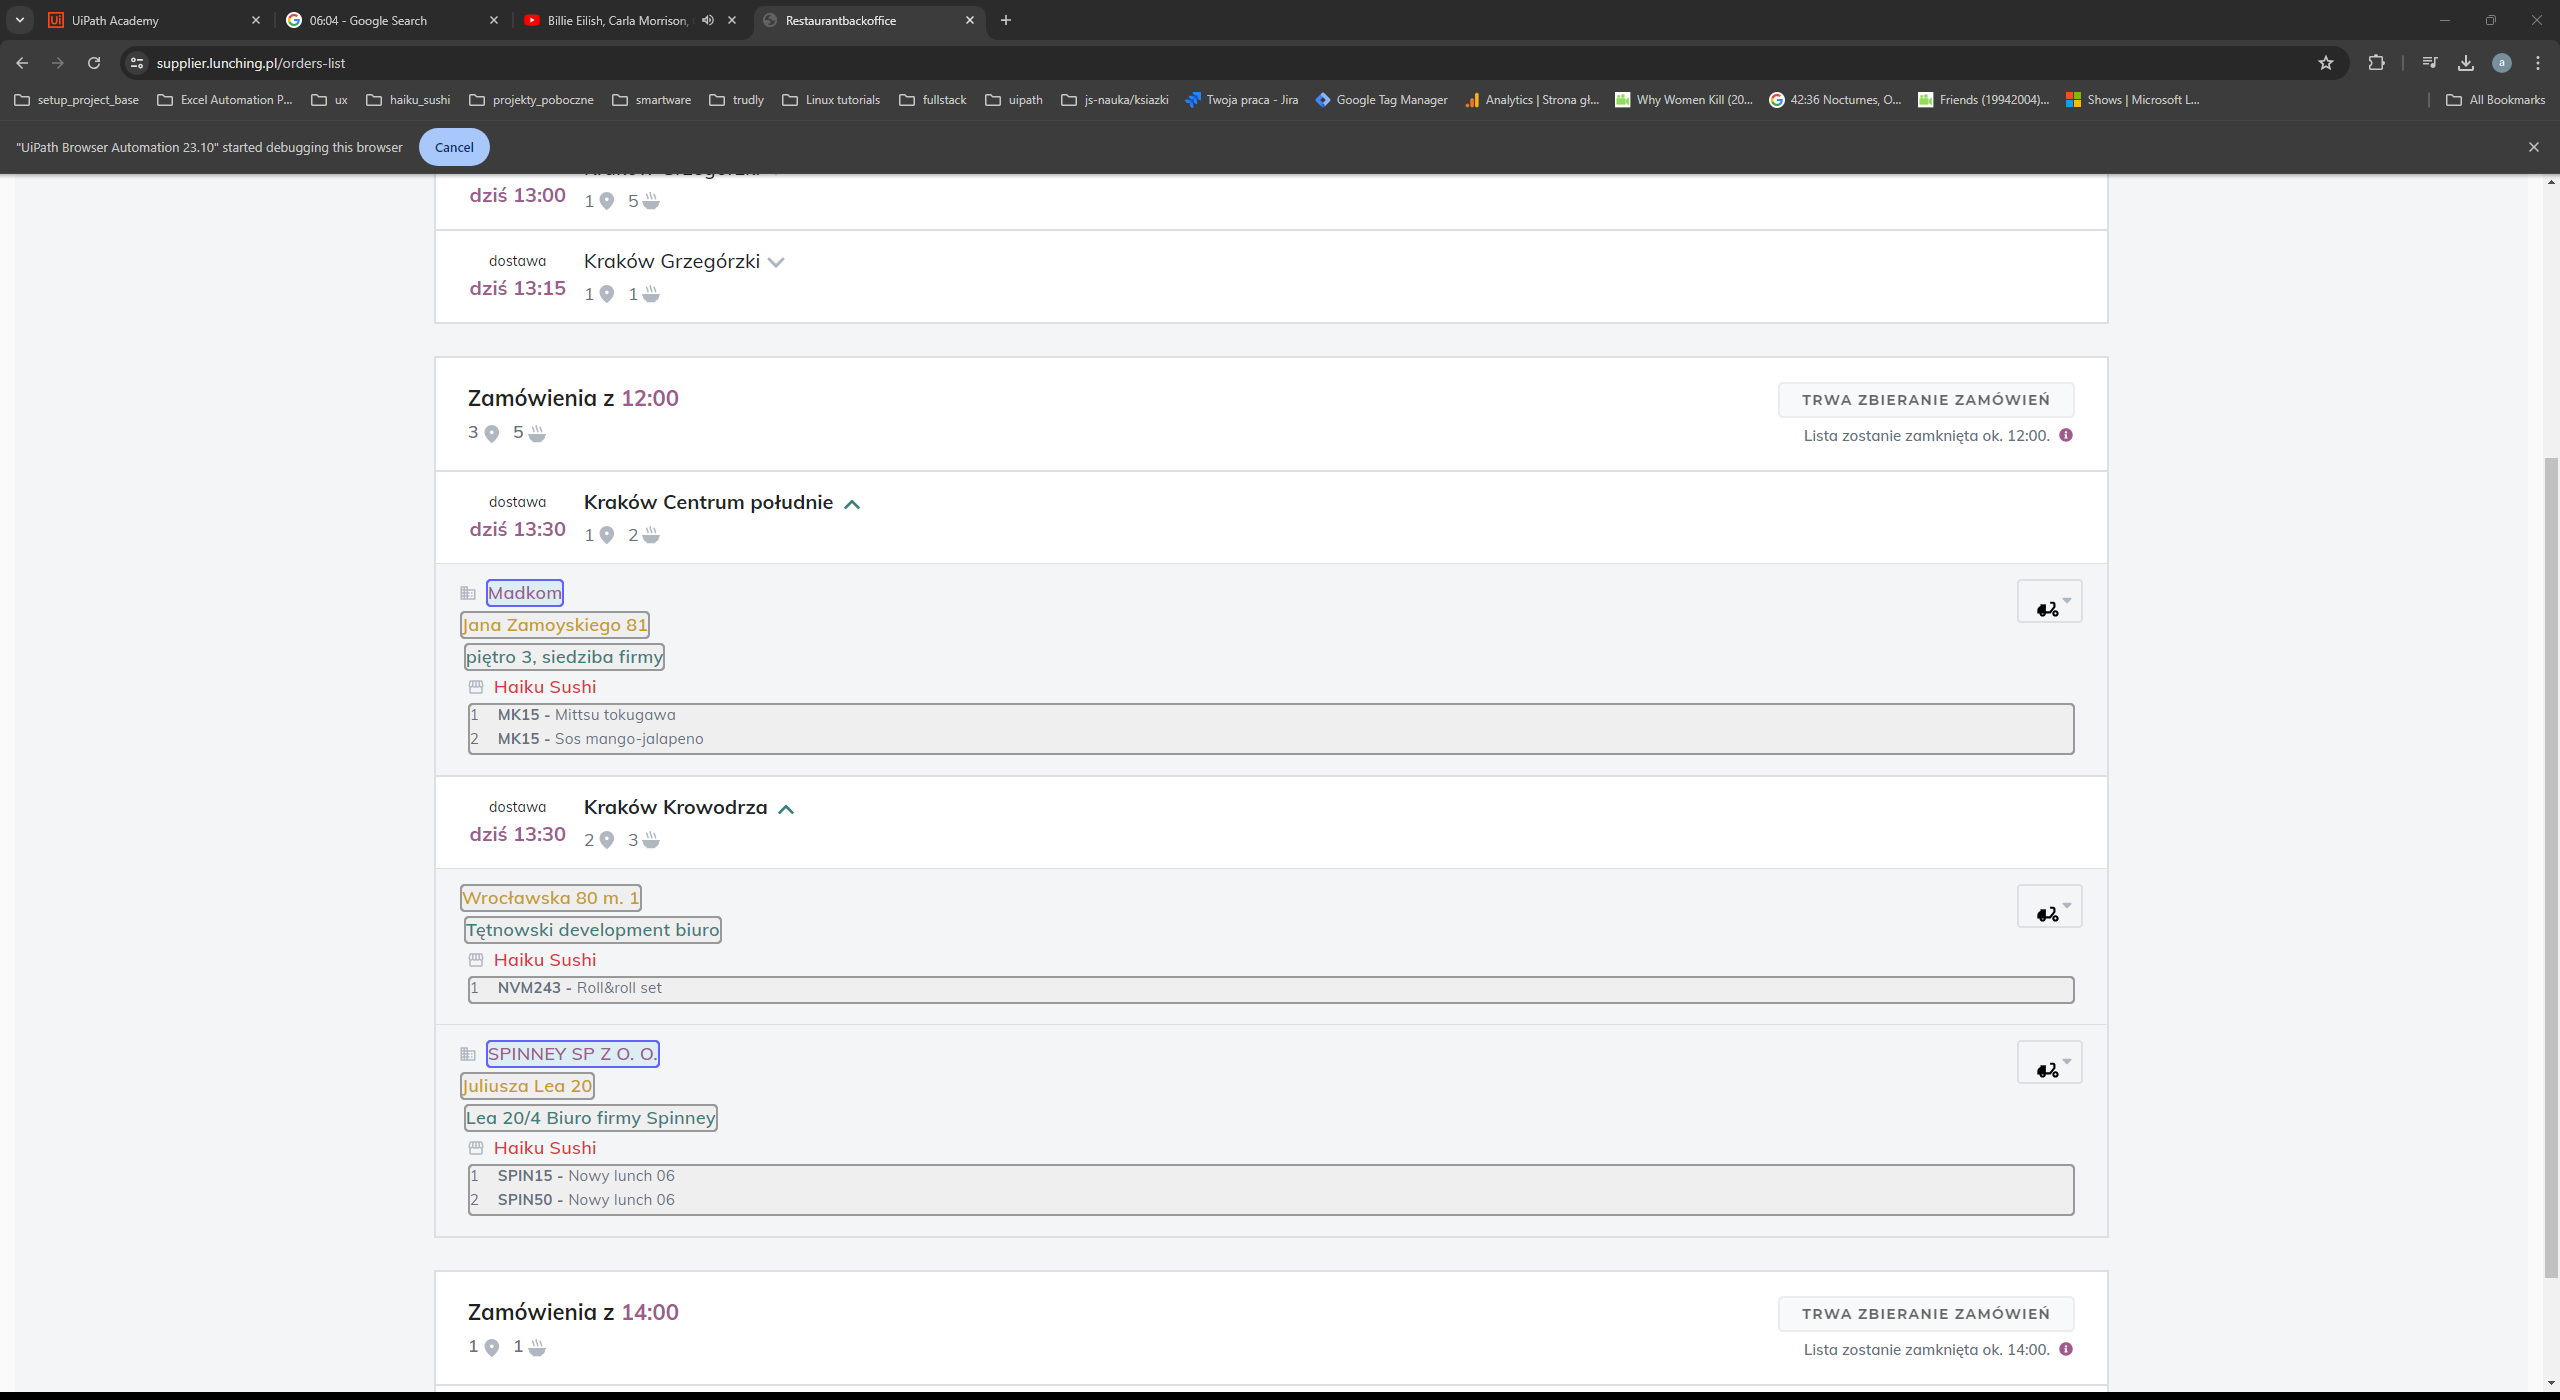 UiPath Academy
06:04 - Google Search
Billie Eilish, Carla Morrison,
Restaurantbackoffice
supplier.lunching.pl/orders-list
setup_project_base
Excel Automation P...
ux
haiku_sushi
projekty_poboczne
smartware
trudly
Linux tutorials
fullstack
uipath
js-nauka/ksiazki
Twoja praca - Jira
Google Tag Manager
Analytics | Strona gł...
Why Women Kill (20...
42:36 Nocturnes, O...
Friends (19942004)...
Shows | Microsoft L...
All Bookmarks
"UiPath Browser Automation 23.10" started debugging this browser
Cancel
dziś 13:00
1 5
dostawa
Kraków Grzegórzki
dziś 13:15
1 1
Zamówienia z 12:00
TRWA ZBIERANIE ZAMÓWIEŃ
3 5
Lista zostanie zamknięta ok. 12:00.
dostawa
Kraków Centrum południe
dziś 13:30
1 2
Madkom
Jana Zamoyskiego 81
piętro 3, siedziba firmy
Haiku Sushi
1 MK15 - Mittsu tokugawa
2 MK15 - Sos mango-jalapeno
dostawa
Kraków Krowodrza
dziś 13:30
2 3
Wrocławska 80 m. 1
Tętnowski development biuro
Haiku Sushi
1 NVM243 - Roll&roll set
SPINNEY SP Z O. O.
Juliusza Lea 20
Lea 20/4 Biuro firmy Spinney
Haiku Sushi
1 SPIN15 - Nowy lunch 06
2 SPIN50 - Nowy lunch 06
Zamówienia z 14:00
TRWA ZBIERANIE ZAMÓWIEŃ
1 1
Lista zostanie zamknięta ok. 14:00.